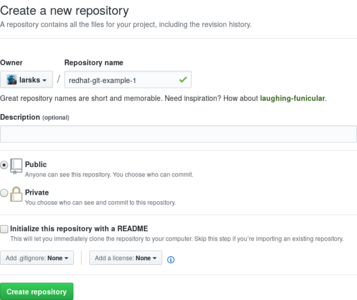 Create a new repository
A repository contains all the files for your project, including the revision history.
Owner Repository name
larsks / redhat-git-example-1
Great repository names are short and memorable. Need inspiration? How about laughing-funicular.
Description (optional)
Public
Anyone can see this repository. You choose who can commit.
Private
You choose who can see and commit to this repository.
Initialize this repository with a README
This will let you immediately clone the repository to your computer. Skip this step if you're importing an existing repository.
Add .gitignore: None Add a license: None
Create repository